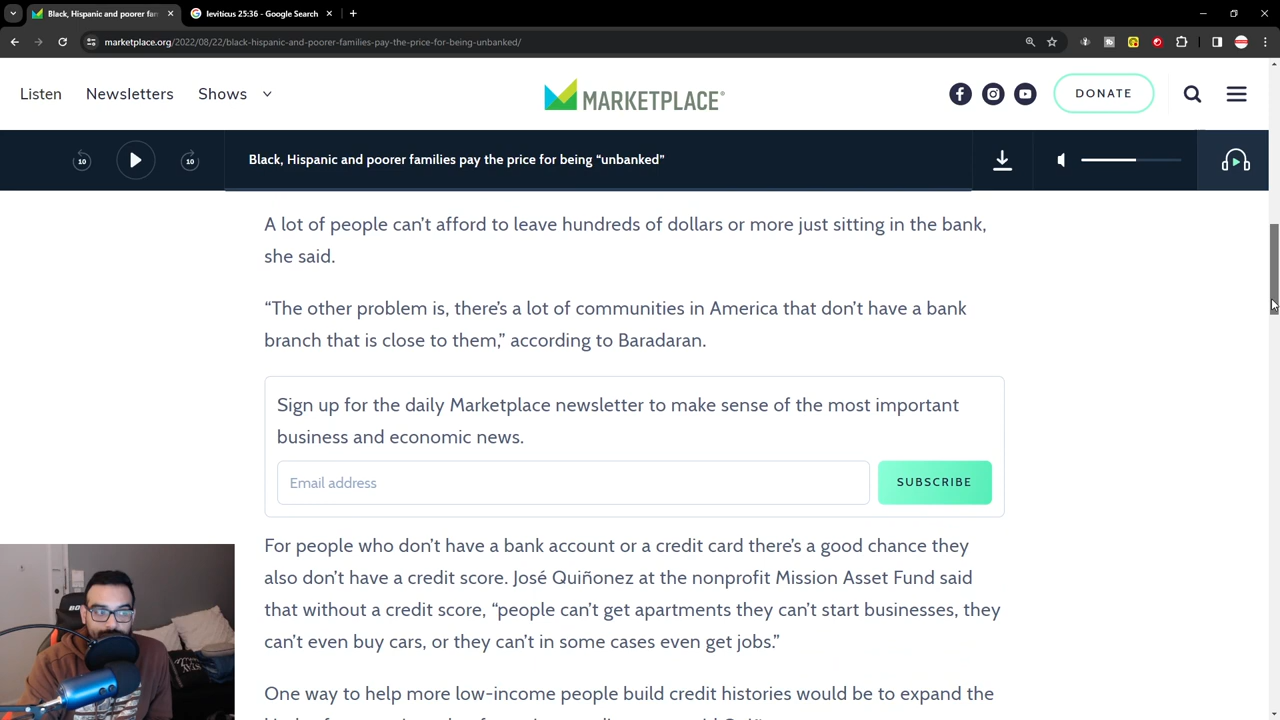 Black, Hispanic and poorer fam
leviticus 25:36 - Google Search
marketplace.org/2022/08/22/black-hispanic-and-poorer-families-pay-the-price-for-being-unbanked/
Listen Newsletters Shows
MARKETPLACE®
DONATE
10 10 Black, Hispanic and poorer families pay the price for being “unbanked”
A lot of people can’t afford to leave hundreds of dollars or more just sitting in the bank,
she said.
“The other problem is, there’s a lot of communities in America that don’t have a bank
branch that is close to them,” according to Baradaran.
Sign up for the daily Marketplace newsletter to make sense of the most important
business and economic news.
Email address
SUBSCRIBE
For people who don’t have a bank account or a credit card there’s a good chance they
also don’t have a credit score. José Quiñonez at the nonprofit Mission Asset Fund said
that without a credit score, “people can’t get apartments they can’t start businesses, they
can’t even buy cars, or they can’t in some cases even get jobs.”
One way to help more low-income people build credit histories would be to expand the